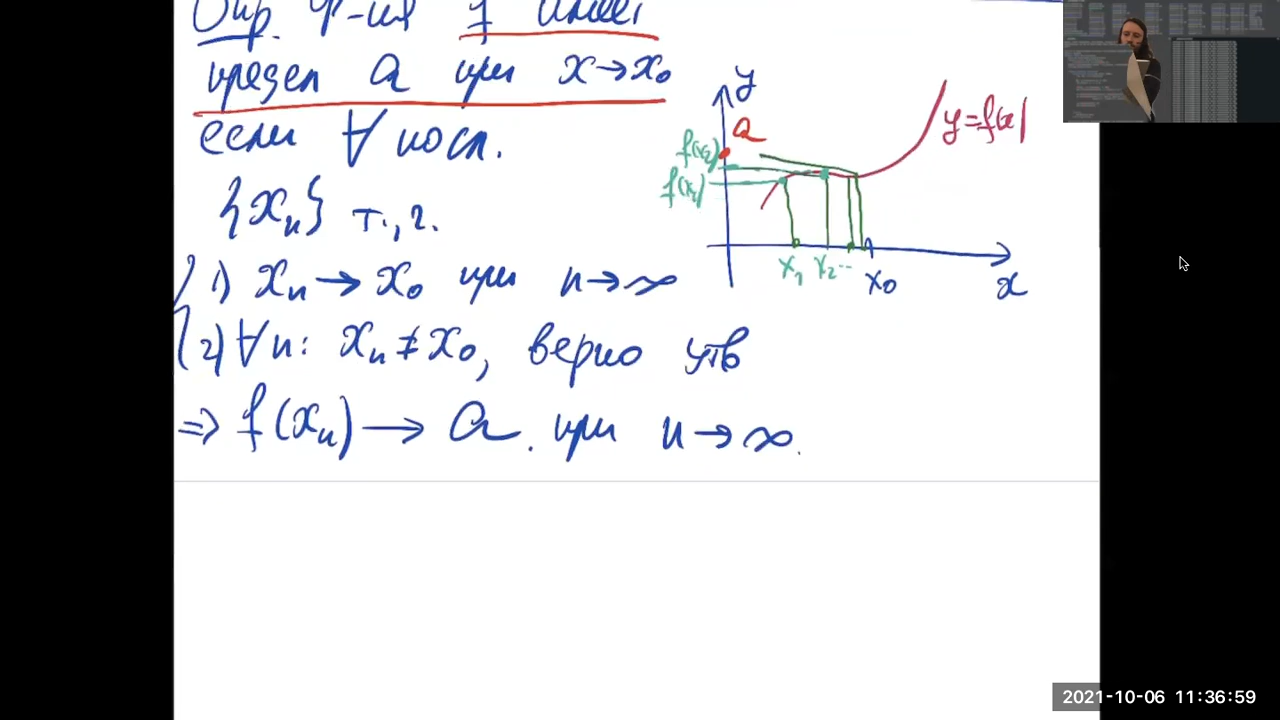 Опр. Ф-ия f имеет
предел a при x→x₀
если ∀ посл.
{xₙ} т.,ч.
1) xₙ → x₀ при n→∞
2) ∀n: xₙ ≠ x₀, верно утв
⇒ f(xₙ) → a. при n→∞.
y
a
y=f(x)
f(x₂)
f(x₁)
x₁ x₂ ... x₀ x
2021-10-06 11:36:59